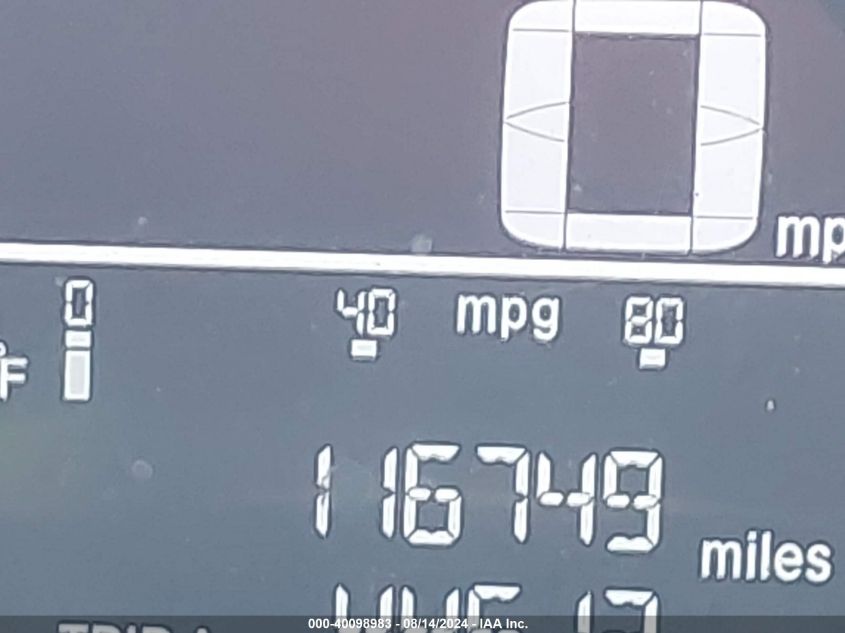 0
mp
0 40 mpg 80
°F
116749
miles
000-40098983 - 08/14/2024 - IAA Inc.